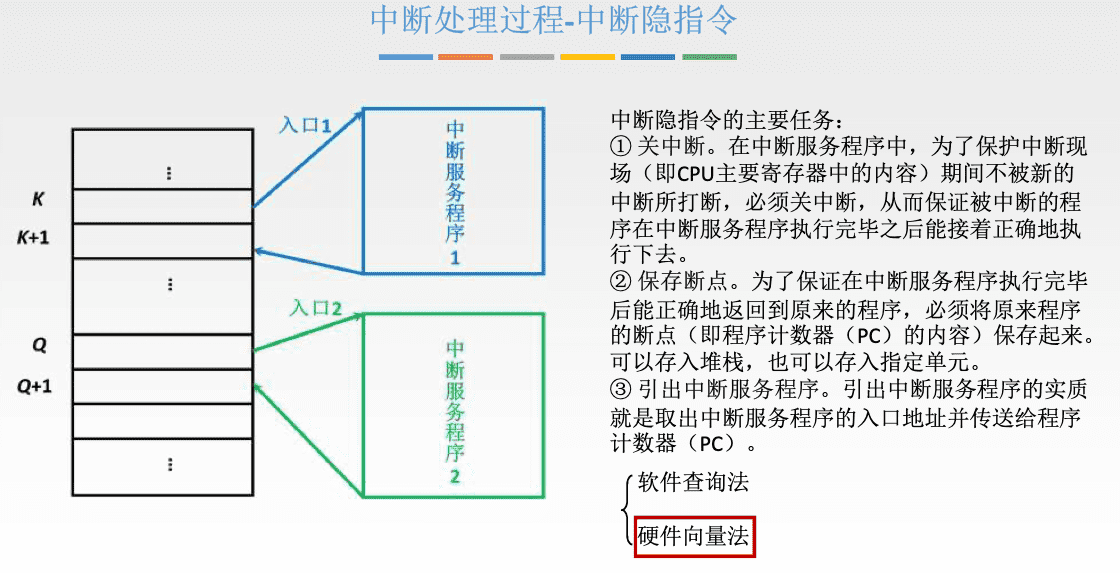 中断处理过程-中断隐指令
⋮
K
K+1
⋮
Q
Q+1
⋮
入口1
中断服务程序1
入口2
中断服务程序2
中断隐指令的主要任务：
① 关中断。在中断服务程序中，为了保护中断现
场（即CPU主要寄存器中的内容）期间不被新的
中断所打断，必须关中断，从而保证被中断的程
序在中断服务程序执行完毕之后能接着正确地执
行下去。
② 保存断点。为了保证在中断服务程序执行完毕
后能正确地返回到原来的程序，必须将原来程序
的断点（即程序计数器（PC）的内容）保存起来。
可以存入堆栈，也可以存入指定单元。
③ 引出中断服务程序。引出中断服务程序的实质
就是取出中断服务程序的入口地址并传送给程序
计数器（PC）。
软件查询法
硬件向量法